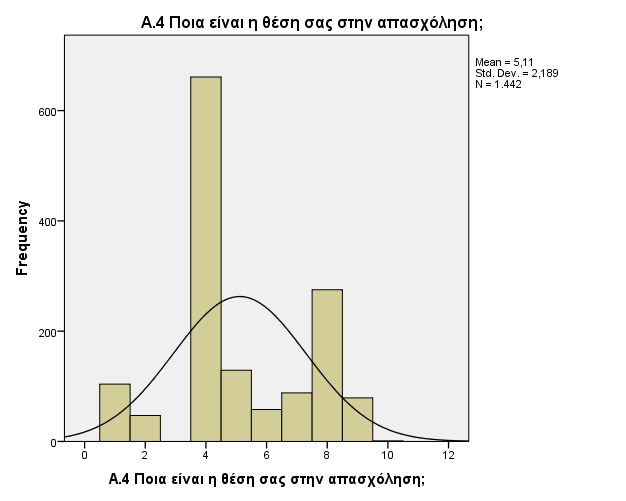 A.4 Ποια είναι η θέση σας στην απασχόληση;
Mean = 5,11
Std. Dev. = 2,189
N = 1.442
Frequency
600
400
200
0
0 2 4 6 8 10 12
A.4 Ποια είναι η θέση σας στην απασχόληση;